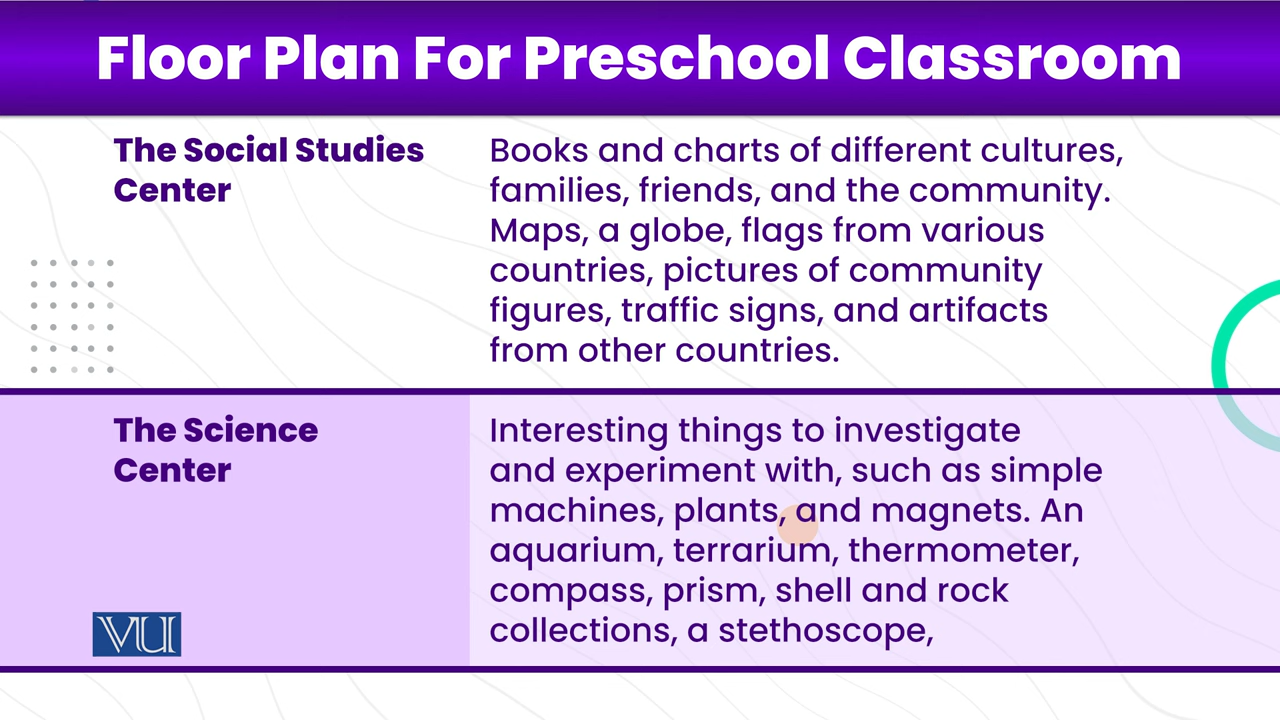 Floor Plan For Preschool Classroom
The Social Studies
Center
Books and charts of different cultures,
families, friends, and the community.
Maps, a globe, flags from various
countries, pictures of community
figures, traffic signs, and artifacts
from other countries.
The Science
Center
Interesting things to investigate
and experiment with, such as simple
machines, plants, and magnets. An
aquarium, terrarium, thermometer,
compass, prism, shell and rock
collections, a stethoscope,
VU